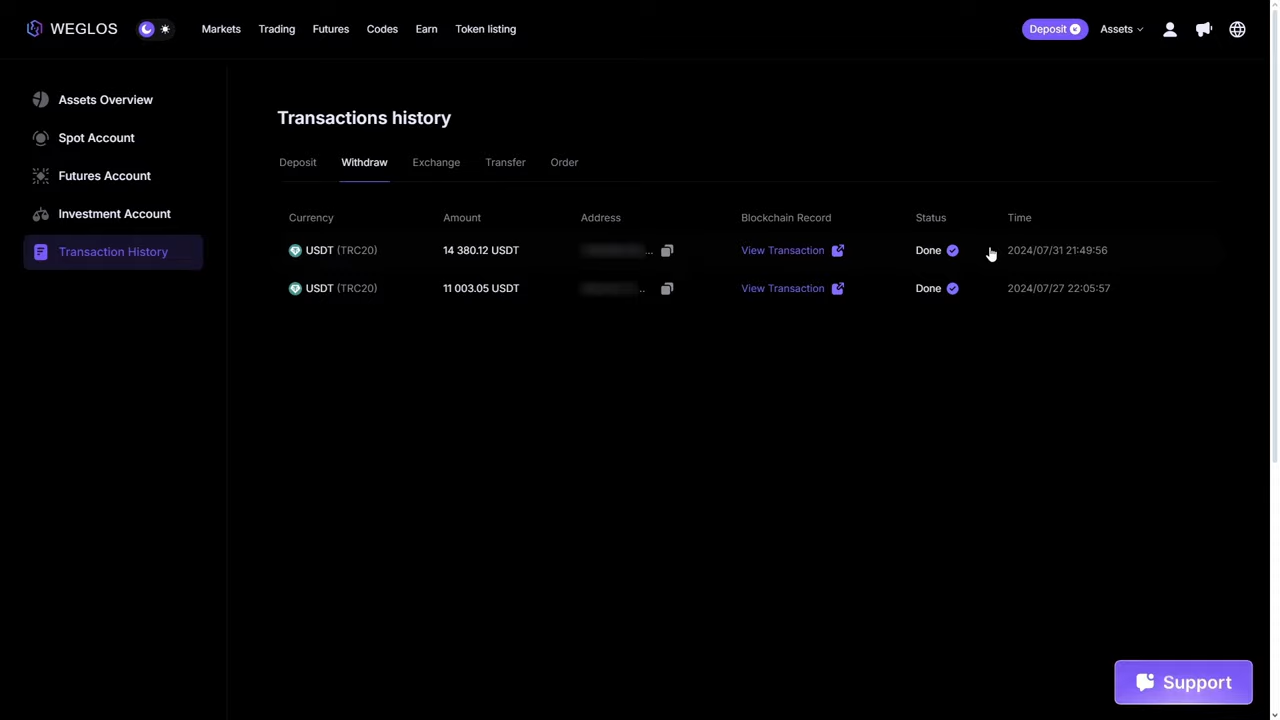 WEGLOS Markets Trading Futures Codes Earn Token listing Deposit Assets
Assets Overview
Spot Account
Futures Account
Investment Account
Transaction History
Transactions history
Deposit Withdraw Exchange Transfer Order
Currency Amount Address Blockchain Record Status Time
USDT (TRC20) 14 380.12 USDT ... View Transaction Done 2024/07/31 21:49:56
USDT (TRC20) 11 003.05 USDT .. View Transaction Done 2024/07/27 22:05:57
Support